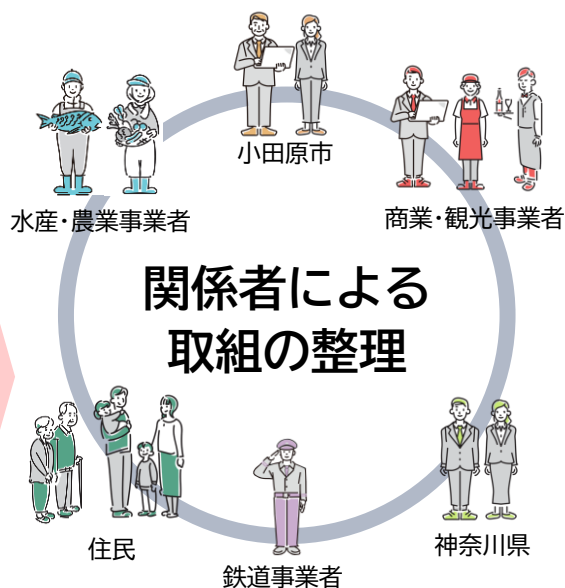 小田原市
水産・農業事業者
商業・観光事業者
関係者による
取組の整理
住民
鉄道事業者
神奈川県